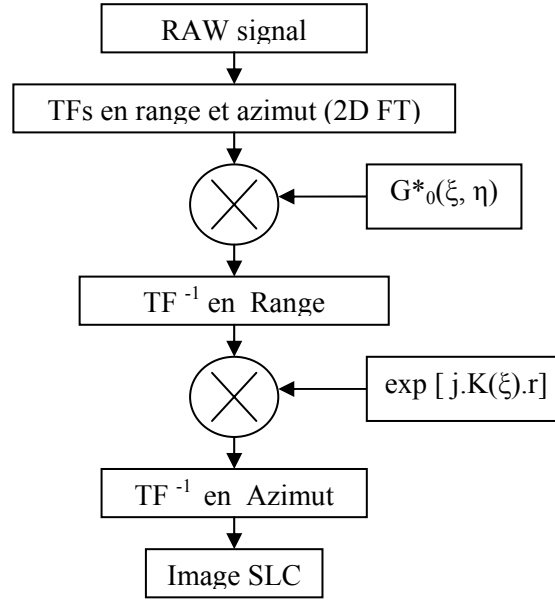 RAW signal
TFs en range et azimut (2D FT)
G*₀(ξ, η)
TF ⁻¹ en Range
exp [ j.K(ξ).r]
TF ⁻¹ en Azimut
Image SLC